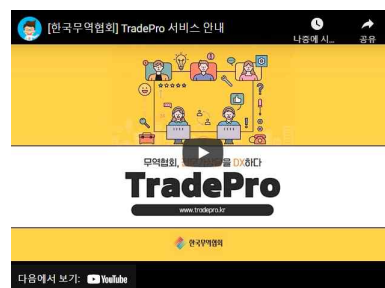 [한국무역협회] TradePro 서비스 안내
나중에 시...
공유
무역협회, 을 DX하다
TradePro
www.tradepro.kr
한국무역협회
다음에서 보기: YouTube